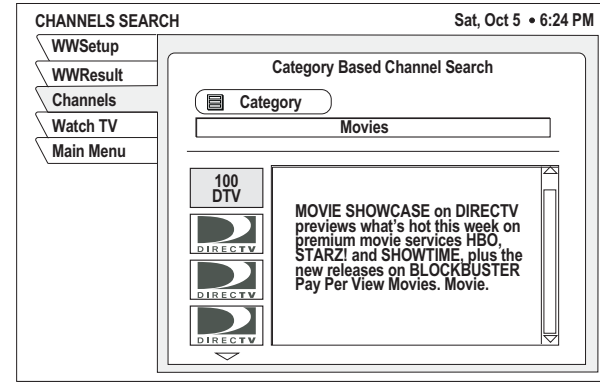 CHANNELS SEARCH
Sat, Oct 5 • 6:24 PM
WWSetup
WWResult
Channels
Watch TV
Main Menu
Category Based Channel Search
Category
Movies
100
DTV
DIRECTV
DIRECTV
DIRECTV
MOVIE SHOWCASE on DIRECTV
previews what's hot this week on
premium movie services HBO,
STARZ! and SHOWTIME, plus the
new releases on BLOCKBUSTER
Pay Per View Movies. Movie.